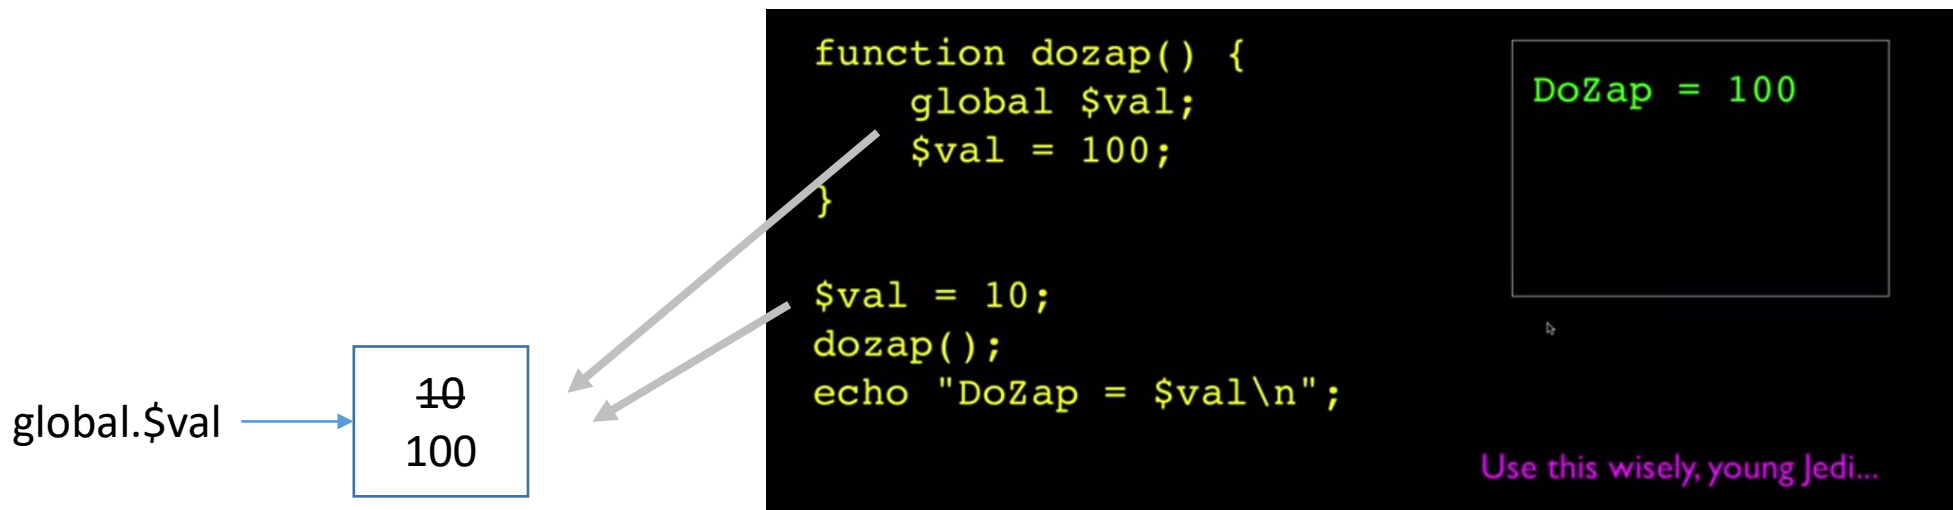 function dozap() {
    global $val;
    $val = 100;
}
$val = 10;
dozap();
echo "DoZap = $val\n";
DoZap = 100
Use this wisely, young Jedi...
global.$val
10
100